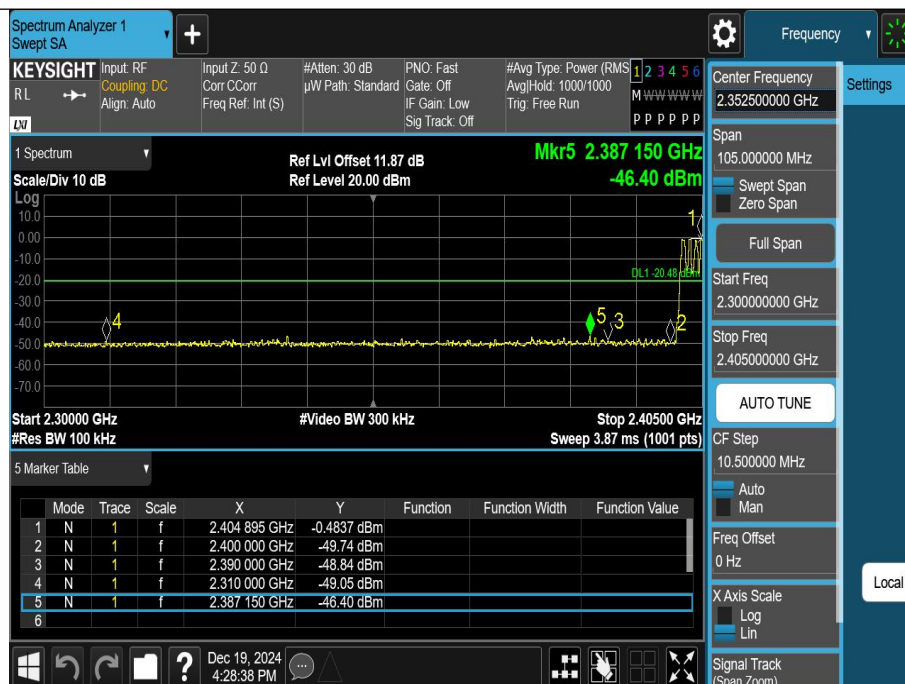 Spectrum Analyzer 1
Swept SA
Frequency
KEYSIGHT
RL
LXI
Input: RF
Coupling: DC
Align: Auto
Input Z: 50 Ω
Corr CCorr
Freq Ref: Int (S)
#Atten: 30 dB
µW Path: Standard
PNO: Fast
Gate: Off
IF Gain: Low
Sig Track: Off
#Avg Type: Power (RMS
Avg|Hold: 1000/1000
Trig: Free Run
1 2 3 4 5 6
M W W W W W
P P P P P P
1 Spectrum
Scale/Div 10 dB
Log
Ref Lvl Offset 11.87 dB
Ref Level 20.00 dBm
Mkr5 2.387 150 GHz
-46.40 dBm
10.0
0.00
-10.0
-20.0
-30.0
-40.0
-50.0
-60.0
-70.0
1
DL1 -20.48 dBm
4
5
3
2
Start 2.30000 GHz
#Video BW 300 kHz
Stop 2.40500 GHz
#Res BW 100 kHz
Sweep 3.87 ms (1001 pts)
5 Marker Table
Mode Trace Scale X Y Function Function Width Function Value
1 N 1 f 2.404 895 GHz -0.4837 dBm
2 N 1 f 2.400 000 GHz -49.74 dBm
3 N 1 f 2.390 000 GHz -48.84 dBm
4 N 1 f 2.310 000 GHz -49.05 dBm
5 N 1 f 2.387 150 GHz -46.40 dBm
6
Dec 19, 2024
4:28:38 PM
Center Frequency
2.352500000 GHz
Settings
Span
105.000000 MHz
Swept Span
Zero Span
Full Span
Start Freq
2.300000000 GHz
Stop Freq
2.405000000 GHz
AUTO TUNE
CF Step
10.500000 MHz
Auto
Man
Freq Offset
0 Hz
Local
X Axis Scale
Log
Lin
Signal Track
(Span Zoom)